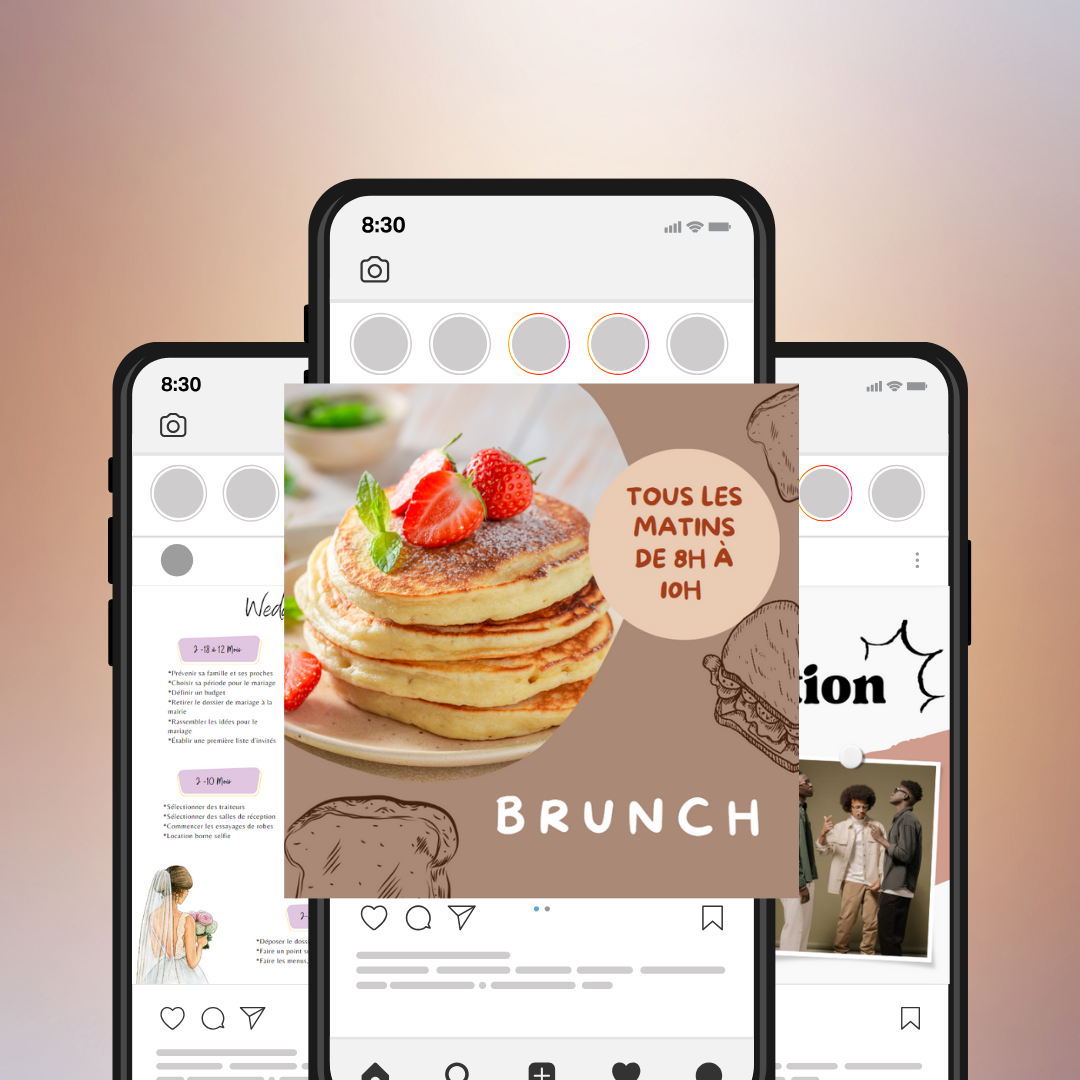 8:30
8:30
Wed
2 -18 à 12 Mois
*Prévenir sa famille et ses proches
*Choisir sa période pour le mariage
*Définir un budget
*Retirer le dossier de mariage à la
mairie
*Rassembler les idées pour le
mariage
*Établir une première liste d'invités
2 -10 Mois
*Sélectionner des traiteurs
*Sélectionner des salles de réception
*Commencer les essayages de robes
*Location borne selfie
*Déposer le doss
*Faire un point s
*Faire les menus,
TOUS LES
MATINS
DE 8H À
10H
BRUNCH
tion